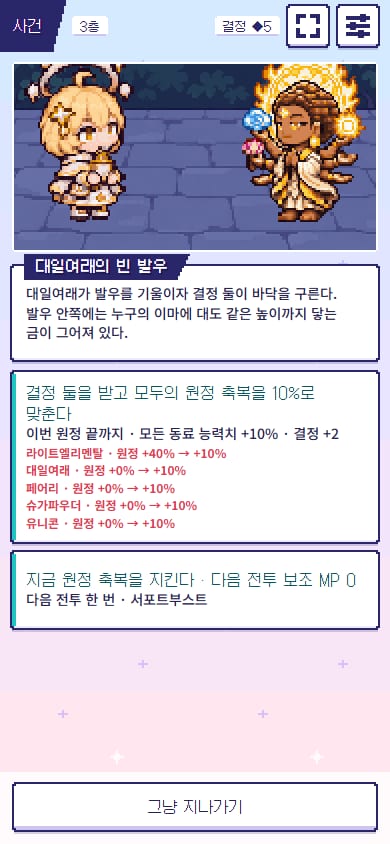 사건
3층
결정 ◆5
대일여래의 빈 발우
대일여래가 발우를 기울이자 결정 둘이 바닥을 구른다.
발우 안쪽에는 누구의 이마에 대도 같은 높이까지 닿는
금이 그어져 있다.
결정 둘을 받고 모두의 원정 축복을 10%로
맞춘다
이번 원정 끝까지 · 모든 동료 능력치 +10% · 결정 +2
라이트엘리멘탈 · 원정 +40% → +10%
대일여래 · 원정 +0% → +10%
페어리 · 원정 +0% → +10%
슈가파우더 · 원정 +0% → +10%
유니콘 · 원정 +0% → +10%
지금 원정 축복을 지킨다 · 다음 전투 보조 MP 0
다음 전투 한 번 · 서포트부스트
그냥 지나가기